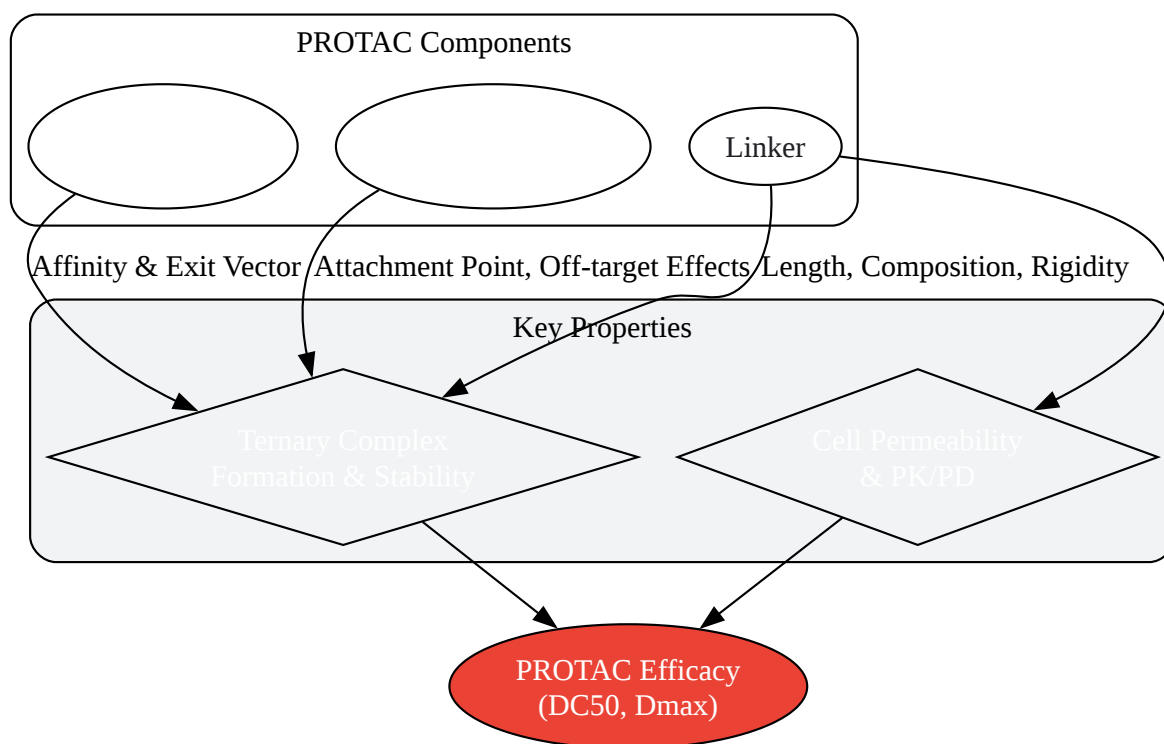 PROTAC Components
Linker
Affinity & Exit Vector
Attachment Point, Off-target Effects
Length, Composition, Rigidity
Key Properties
Ternary Complex
Formation & Stability
Cell Permeability
& PK/PD
PROTAC Efficacy
(DC50, Dmax)